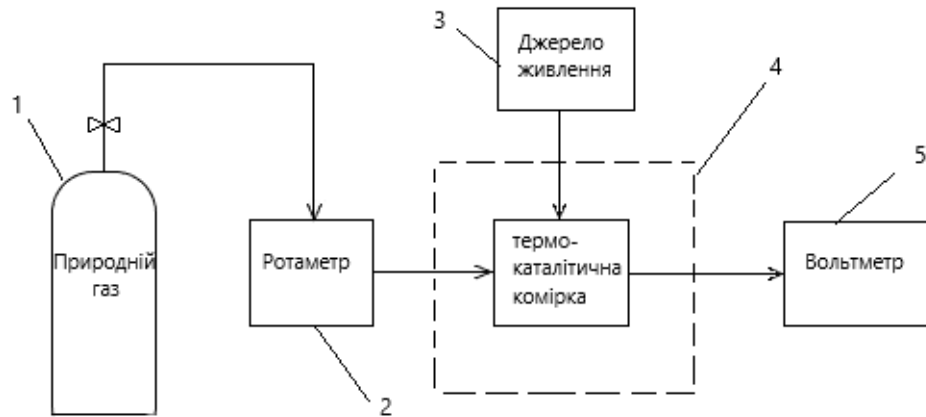 1
Природній
газ
Ротаметр
2
3
Джерело
живлення
4
термо-
каталітична
комірка
5
Вольтметр